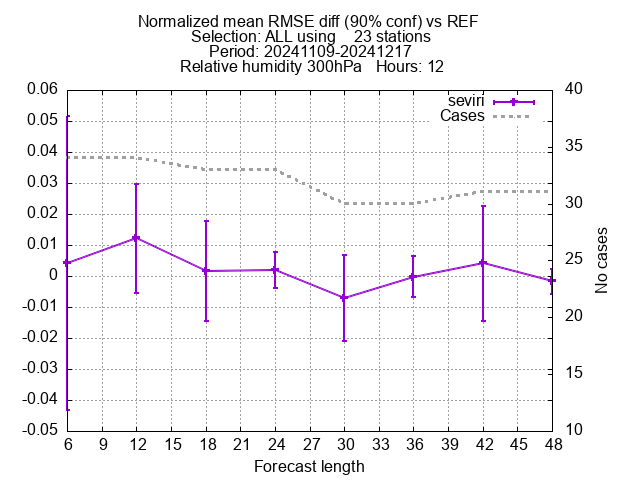 Normalized mean RMSE diff (90% conf) vs REF
Selection: ALL using    23 stations
Period: 20241109-20241217
Relative humidity 300hPa   Hours: 12
seviri
Cases
0.06
0.05
0.04
0.03
0.02
0.01
0
-0.01
-0.02
-0.03
-0.04
-0.05
40
35
30
25
20
15
10
No cases
6 9 12 15 18 21 24 27 30 33 36 39 42 45 48
Forecast length